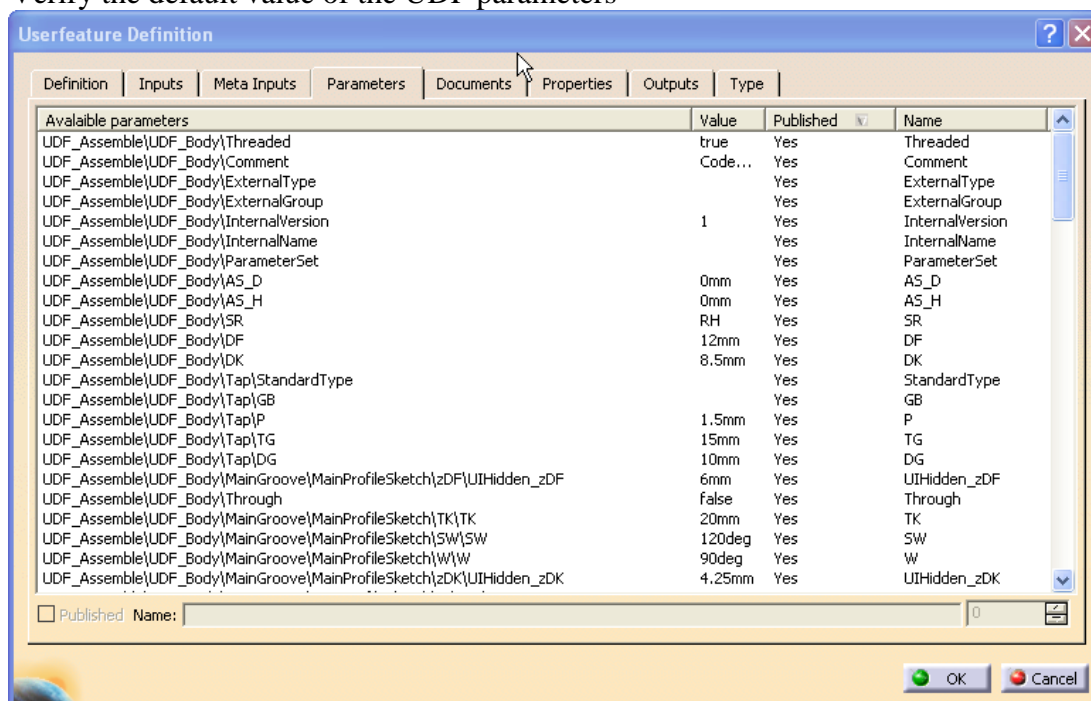 Verify the default value of the UDF parameters
Userfeature Definition
Definition Inputs Meta Inputs Parameters Documents Properties Outputs Type
Avalaible parameters Value Published Name
UDF_Assemble\UDF_Body\Threaded true Yes Threaded
UDF_Assemble\UDF_Body\Comment Code... Yes Comment
UDF_Assemble\UDF_Body\ExternalType Yes ExternalType
UDF_Assemble\UDF_Body\ExternalGroup Yes ExternalGroup
UDF_Assemble\UDF_Body\InternalVersion 1 Yes InternalVersion
UDF_Assemble\UDF_Body\InternalName Yes InternalName
UDF_Assemble\UDF_Body\ParameterSet Yes ParameterSet
UDF_Assemble\UDF_Body\AS_D 0mm Yes AS_D
UDF_Assemble\UDF_Body\AS_H 0mm Yes AS_H
UDF_Assemble\UDF_Body\SR RH Yes SR
UDF_Assemble\UDF_Body\DF 12mm Yes DF
UDF_Assemble\UDF_Body\DK 8.5mm Yes DK
UDF_Assemble\UDF_Body\Tap\StandardType Yes StandardType
UDF_Assemble\UDF_Body\Tap\GB Yes GB
UDF_Assemble\UDF_Body\Tap\P 1.5mm Yes P
UDF_Assemble\UDF_Body\Tap\TG 15mm Yes TG
UDF_Assemble\UDF_Body\Tap\DG 10mm Yes DG
UDF_Assemble\UDF_Body\MainGroove\MainProfileSketch\zDF\UIHidden_zDF 6mm Yes UIHidden_zDF
UDF_Assemble\UDF_Body\Through false Yes Through
UDF_Assemble\UDF_Body\MainGroove\MainProfileSketch\TK\TK 20mm Yes TK
UDF_Assemble\UDF_Body\MainGroove\MainProfileSketch\SW\SW 120deg Yes SW
UDF_Assemble\UDF_Body\MainGroove\MainProfileSketch\W\W 90deg Yes W
UDF_Assemble\UDF_Body\MainGroove\MainProfileSketch\zDK\UIHidden_zDK 4.25mm Yes UIHidden_zDK
Published Name: 0
OK Cancel